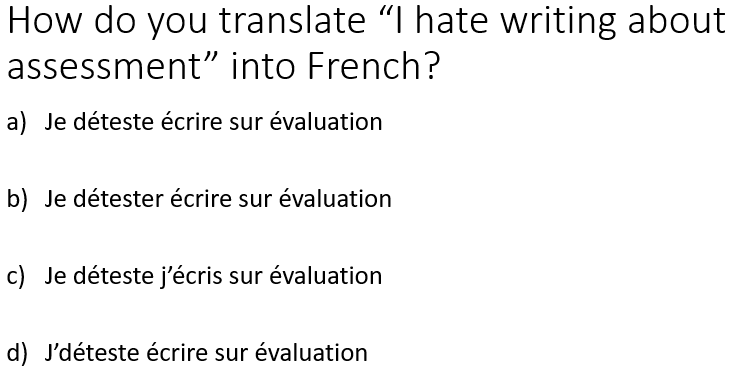 How do you translate “I hate writing about
assessment” into French?
a) Je déteste écrire sur évaluation
b) Je détester écrire sur évaluation
c) Je déteste j’écris sur évaluation
d) J’déteste écrire sur évaluation